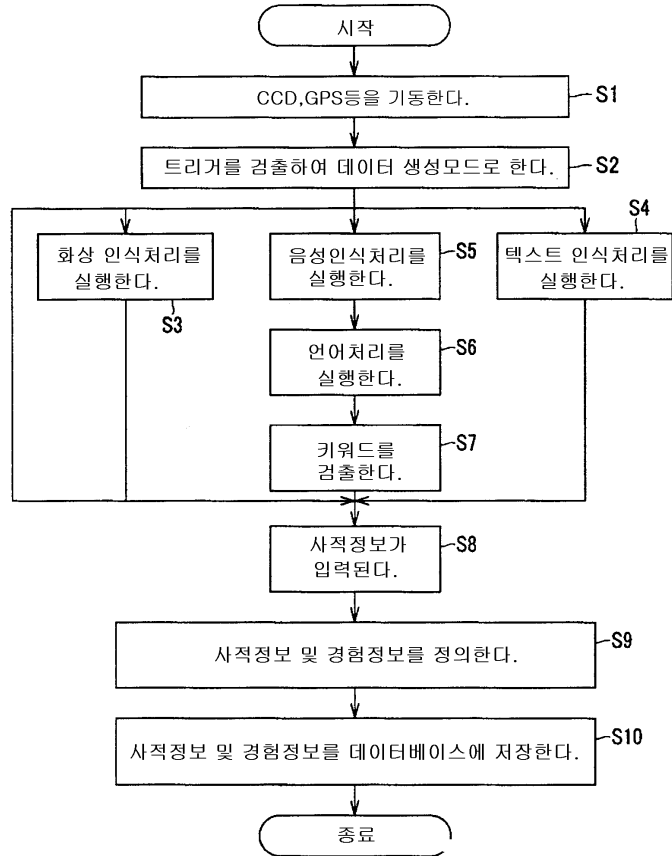 시작
CCD,GPS등을 기동한다.
S1
트리거를 검출하여 데이터 생성모드로 한다.
S2
화상 인식처리를
실행한다.
S3
음성인식처리를
실행한다.
S5
텍스트 인식처리를
실행한다.
S4
언어처리를
실행한다.
S6
키워드를
검출한다.
S7
사적정보가
입력된다.
S8
사적정보 및 경험정보를 정의한다.
S9
사적정보 및 경험정보를 데이터베이스에 저장한다.
S10
종료